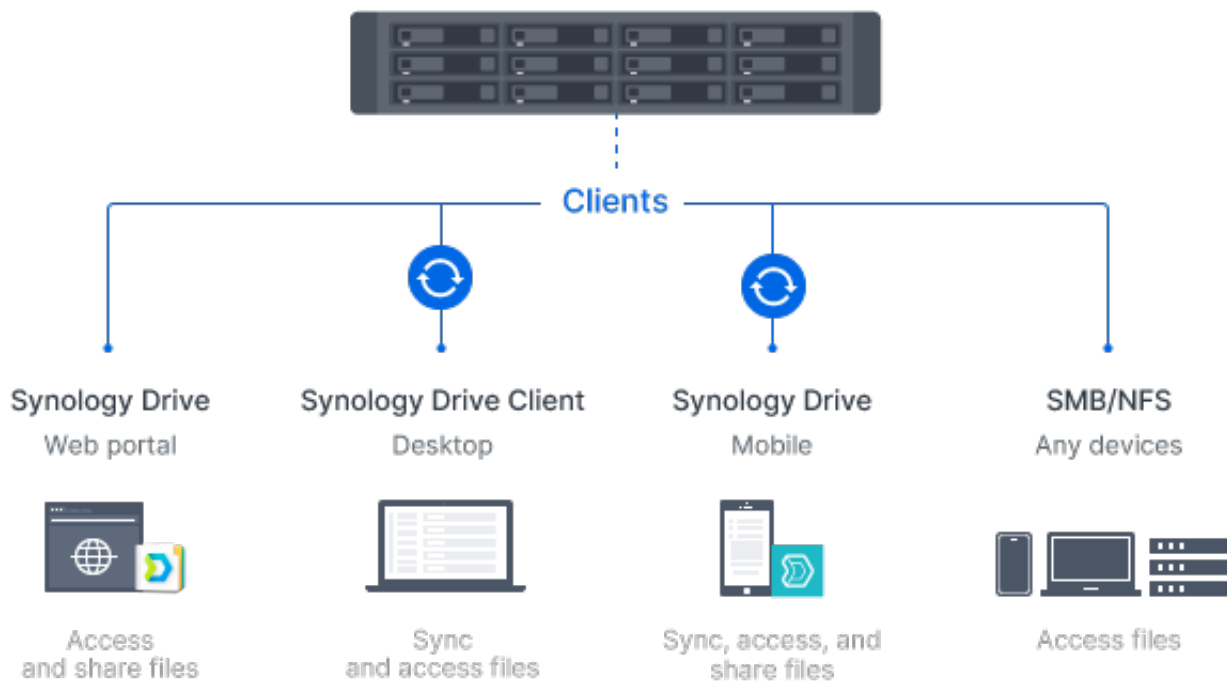 Clients
Synology Drive
Web portal
Access
and share files
Synology Drive Client
Desktop
Sync
and access files
Synology Drive
Mobile
Sync, access, and
share files
SMB/NFS
Any devices
Access files